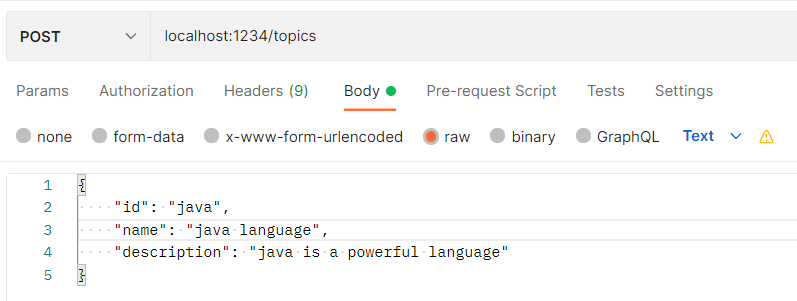 POST localhost:1234/topics
Params Authorization Headers (9) Body Pre-request Script Tests Settings
none form-data x-www-form-urlencoded raw binary GraphQL Text
1 {
2 "id": "java",
3 "name": "java language",
4 "description": "java is a powerful language"
5 }